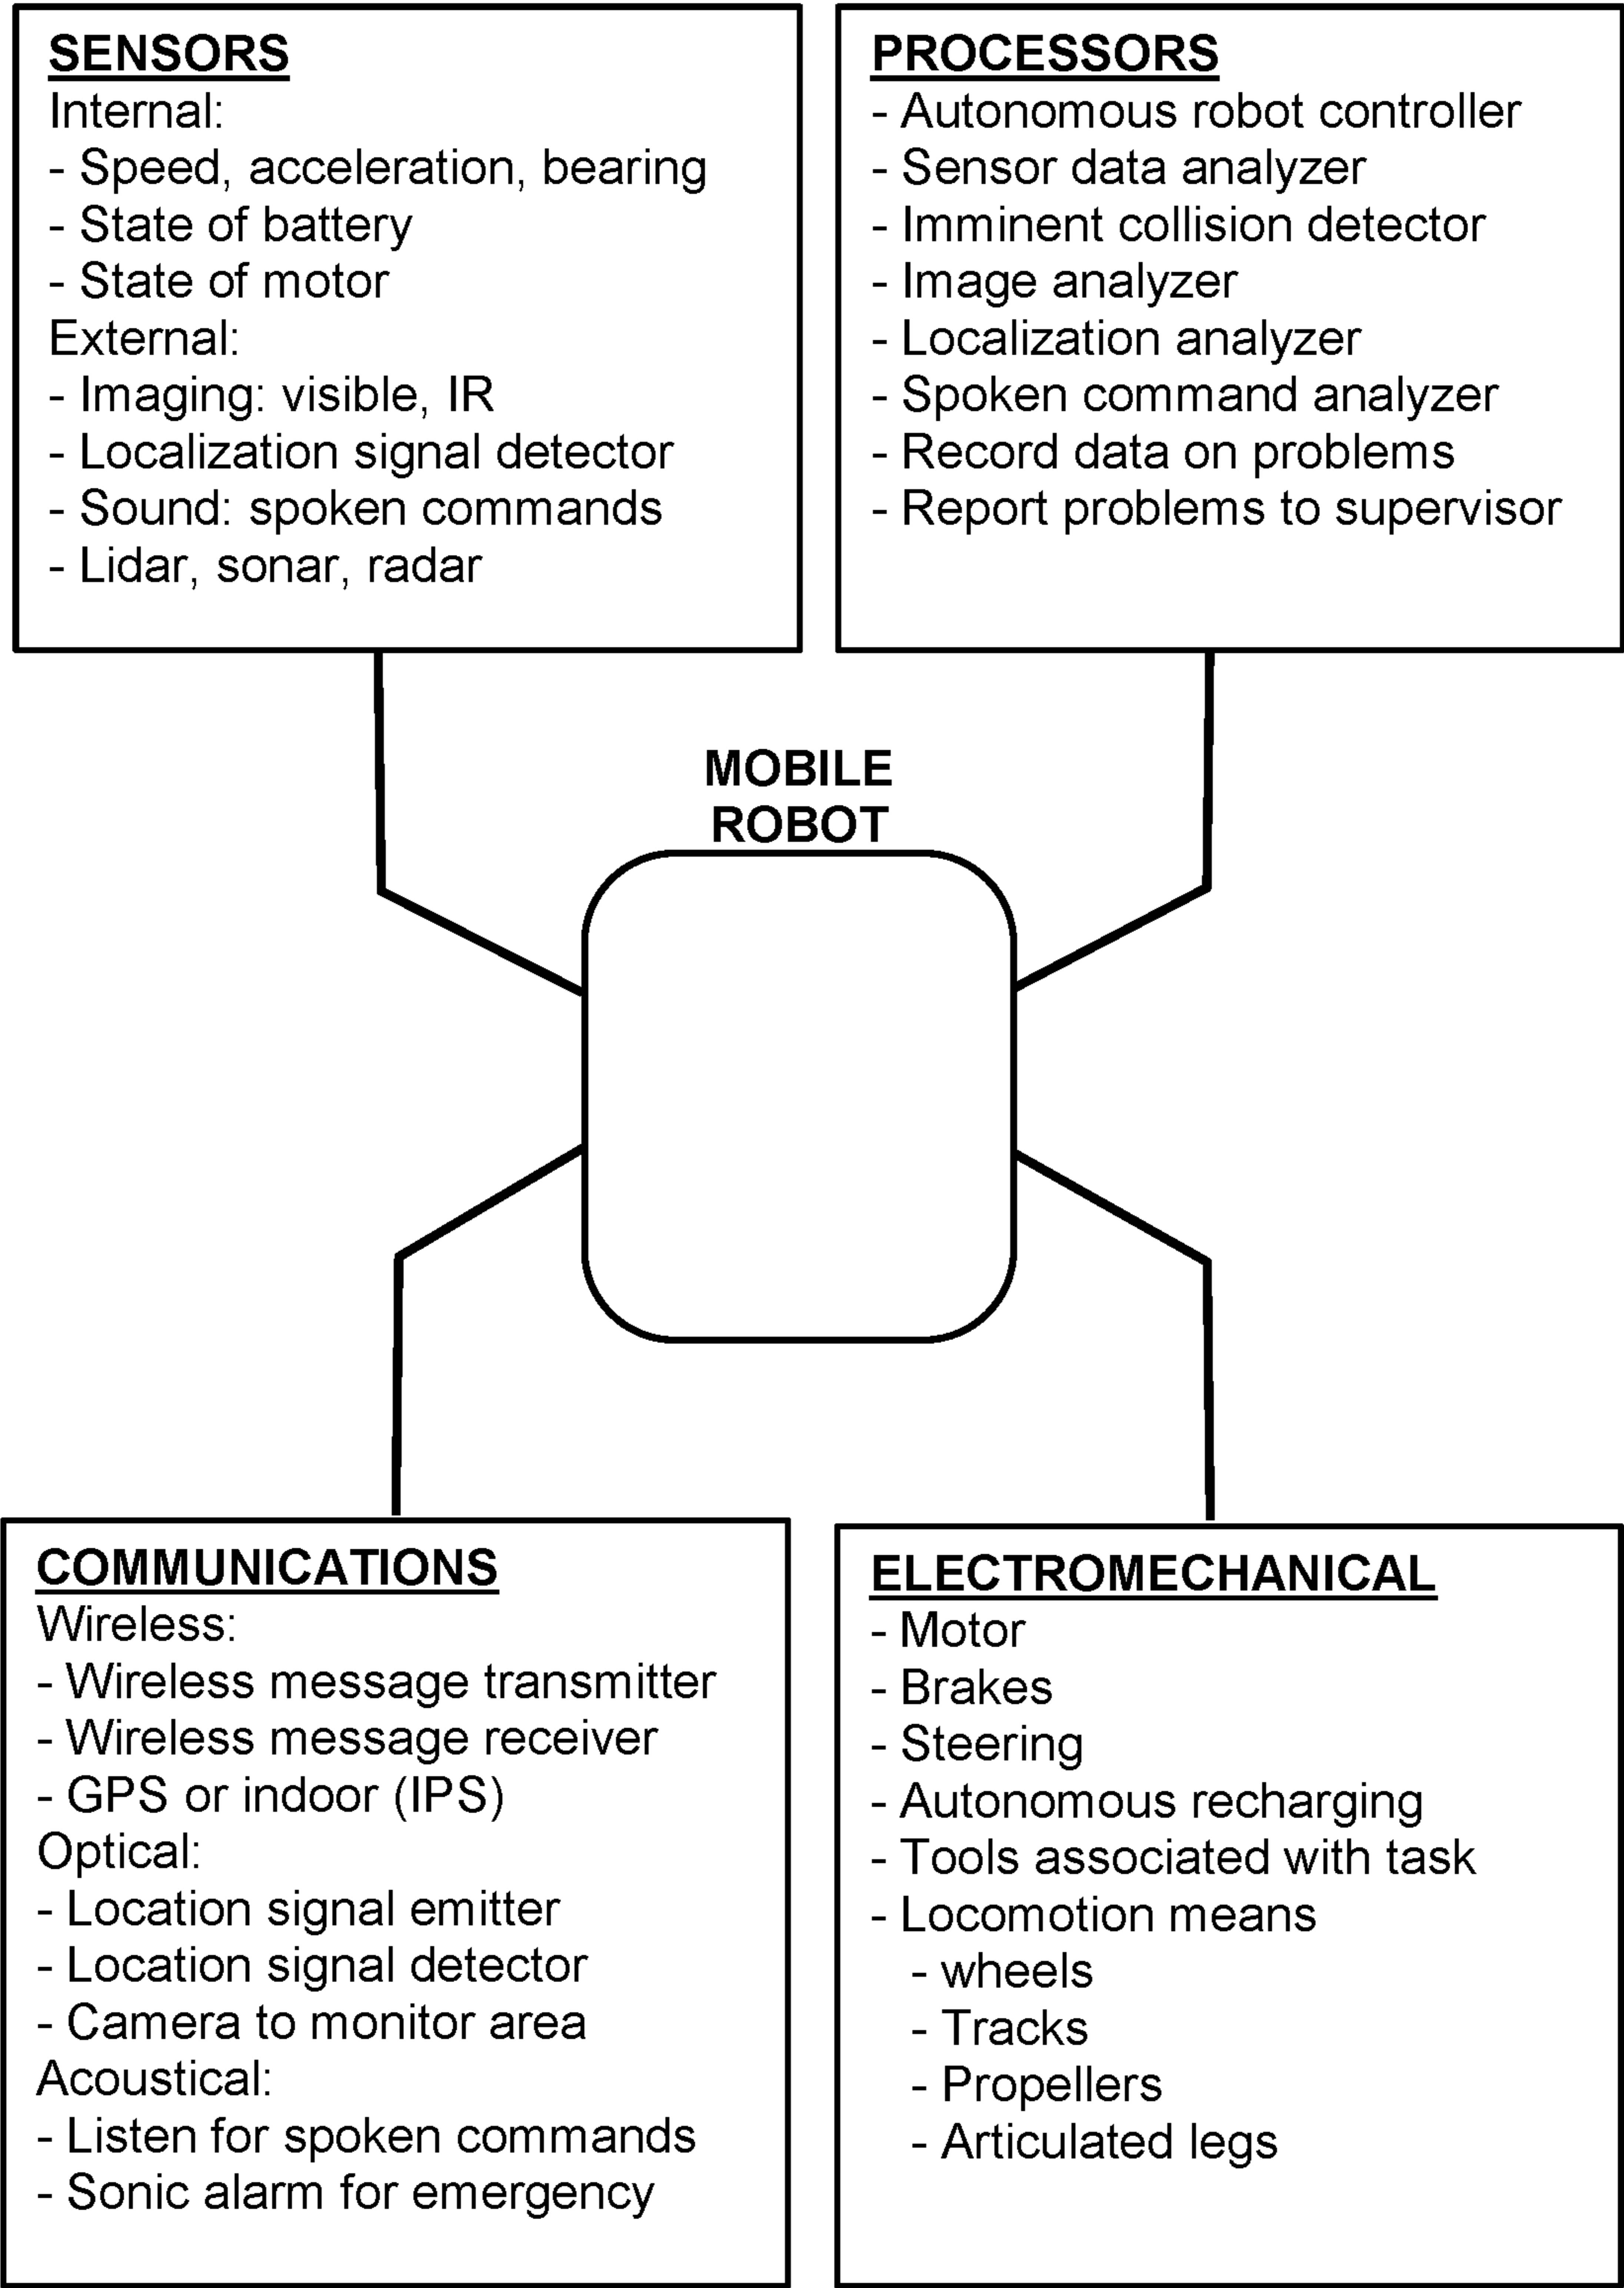 SENSORS
Internal:
- Speed, acceleration, bearing
- State of battery
- State of motor
External:
- Imaging: visible, IR
- Localization signal detector
- Sound: spoken commands
- Lidar, sonar, radar
PROCESSORS
- Autonomous robot controller
- Sensor data analyzer
- Imminent collision detector
- Image analyzer
- Localization analyzer
- Spoken command analyzer
- Record data on problems
- Report problems to supervisor
MOBILE
ROBOT
COMMUNICATIONS
Wireless:
- Wireless message transmitter
- Wireless message receiver
- GPS or indoor (IPS)
Optical:
- Location signal emitter
- Location signal detector
- Camera to monitor area
Acoustical:
- Listen for spoken commands
- Sonic alarm for emergency
ELECTROMECHANICAL
- Motor
- Brakes
- Steering
- Autonomous recharging
- Tools associated with task
- Locomotion means
- wheels
- Tracks
- Propellers
- Articulated legs